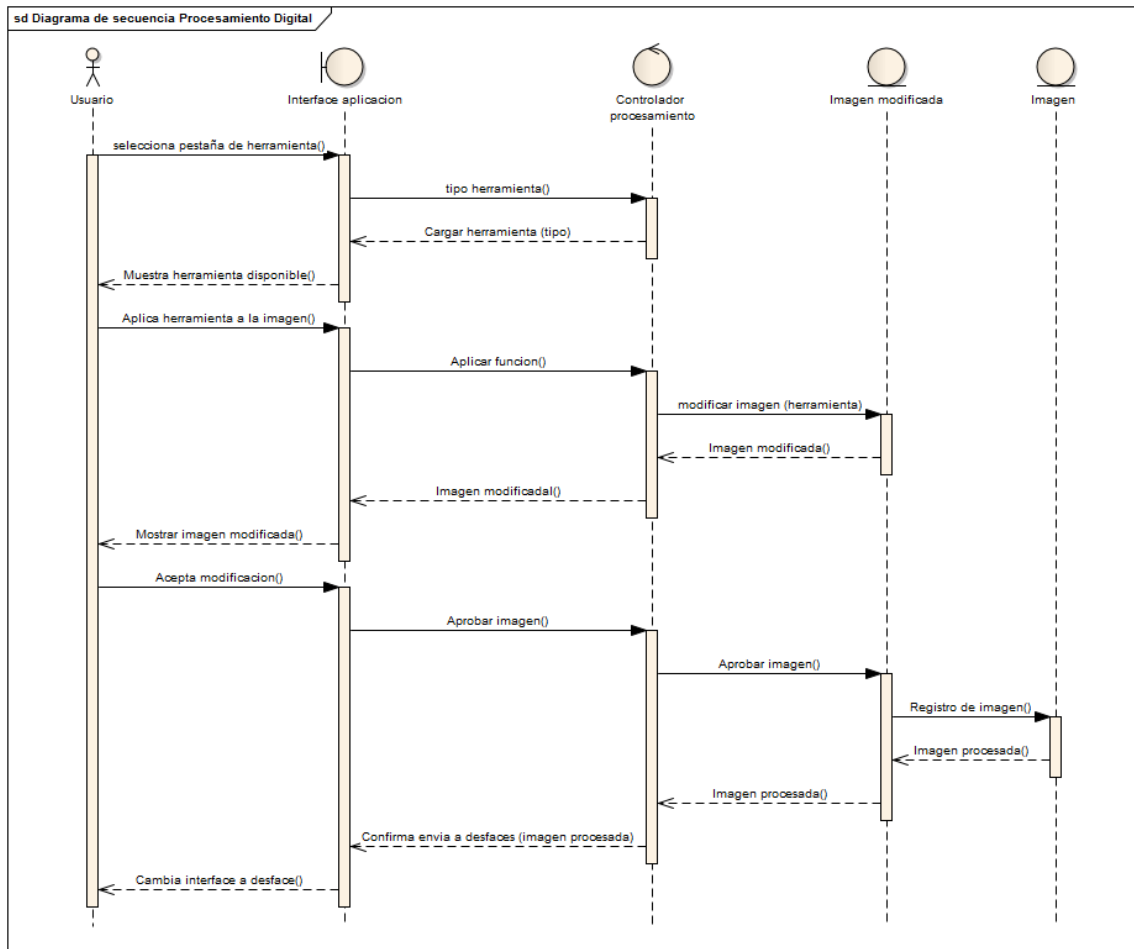 sd Diagrama de secuencia Procesamiento Digital
Usuario
Interface aplicacion
Controlador
procesamiento
Imagen modificada
Imagen
selecciona pestaña de herramienta()
tipo herramienta()
Cargar herramienta (tipo)
Muestra herramienta disponible()
Aplica herramienta a la imagen()
Aplicar funcion()
modificar imagen (herramienta)
Imagen modificada()
Imagen modificadal()
Mostrar imagen modificada()
Acepta modificacion()
Aprobar imagen()
Aprobar imagen()
Registro de imagen()
Imagen procesada()
Imagen procesada()
Confirma envia a desfaces (imagen procesada)
Cambia interface a desface()